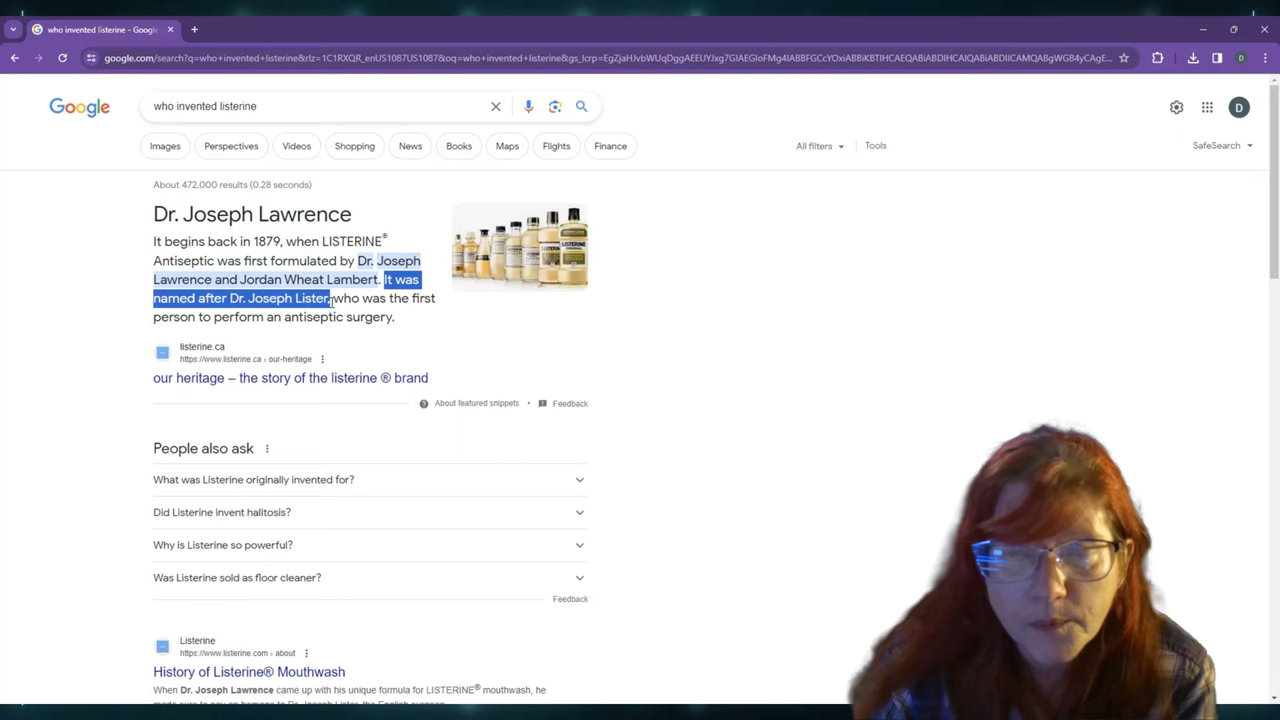 who invented listerine - Google
google.com/search?q=who+invented+listerine&rlz=1C1RXQR_enUS1087US1087&oq=who+invented+listerine&gs_lcrp=
Google
who invented listerine
D
Images
Perspectives
Videos
Shopping
News
Books
Maps
Flights
Finance
All filters
Tools
SafeSearch
About 472,000 results (0.28 seconds)
Dr. Joseph Lawrence
It begins back in 1879, when LISTERINE®
Antiseptic was first formulated by Dr. Joseph
Lawrence and Jordan Wheat Lambert. It was
named after Dr. Joseph Lister, who was the first
person to perform an antiseptic surgery.
listerine.ca
https://www.listerine.ca › our-heritage
our heritage – the story of the listerine ® brand
About featured snippets • Feedback
People also ask
What was Listerine originally invented for?
Did Listerine invent halitosis?
Why is Listerine so powerful?
Was Listerine sold as floor cleaner?
Feedback
Listerine
https://www.listerine.com › about
History of Listerine® Mouthwash
When Dr. Joseph Lawrence came up with his unique formula for LISTERINE® mouthwash, he